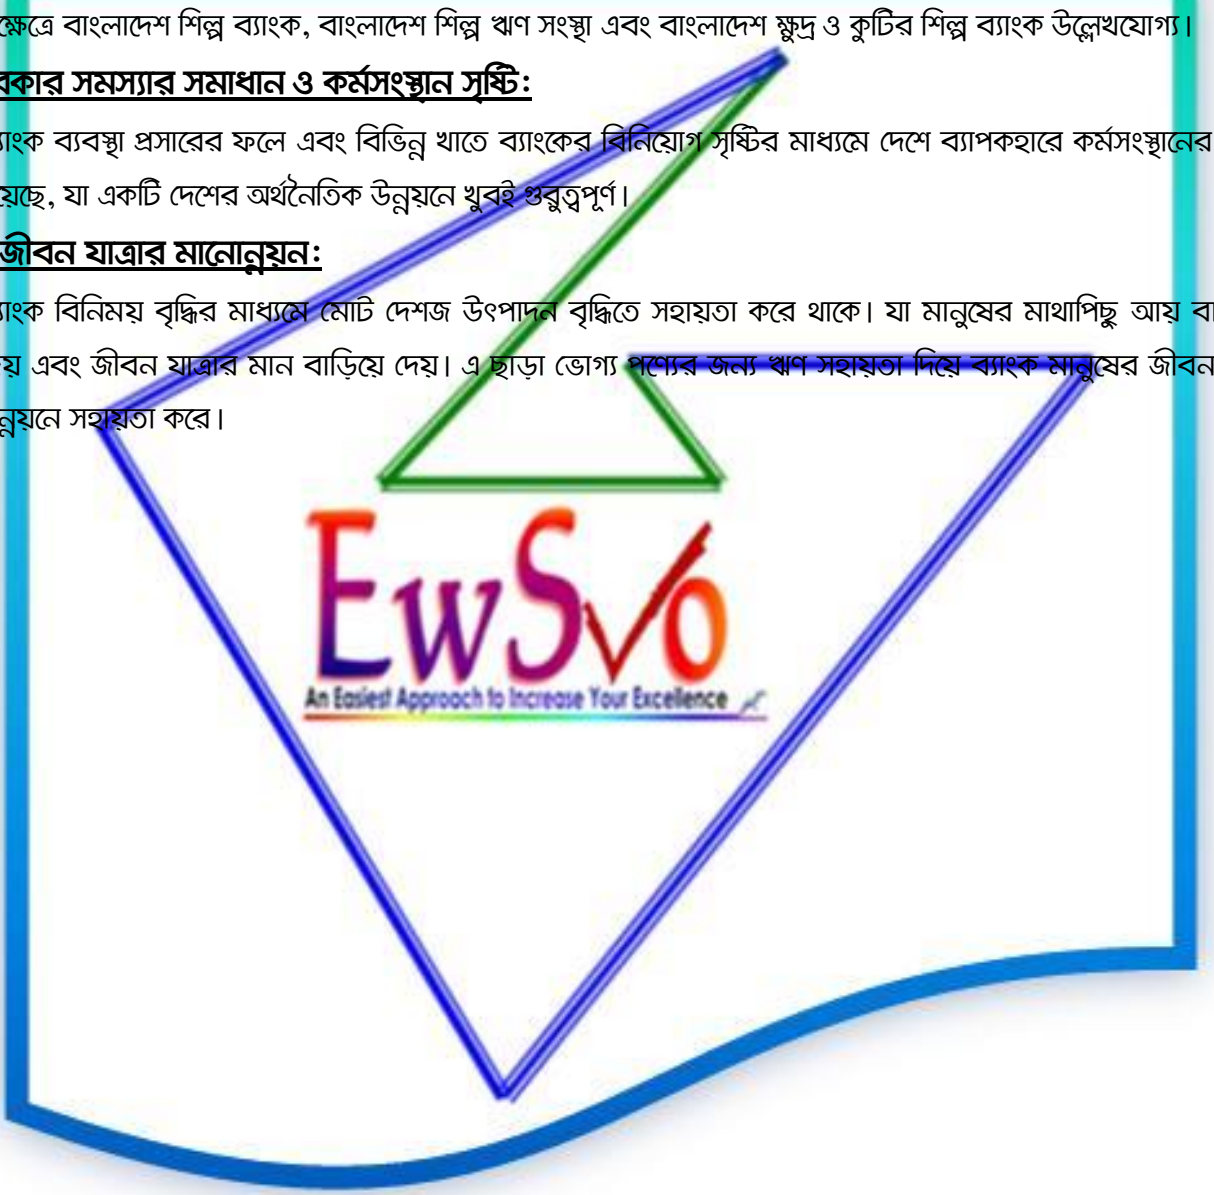 ক্ষেত্রে বাংলাদেশ শিল্প ব্যাংক, বাংলাদেশ শিল্প ঋণ সংস্থা এবং বাংলাদেশ ক্ষুদ্র ও কুটির শিল্প ব্যাংক উল্লেখযোগ্য।
বকার সমস্যার সমাধান ও কর্মসংস্থান সৃষ্টি:
যাংক ব্যবস্থা প্রসারের ফলে এবং বিভিন্ন খাতে ব্যাংকের বিনিয়োগ সৃষ্টির মাধ্যমে দেশে ব্যাপকহারে কর্মসংস্থানের
য়েছে, যা একটি দেশের অর্থনৈতিক উন্নয়নে খুবই গুরুত্বপূর্ণ।
জীবন যাত্রার মানোন্নয়ন:
যাংক বিনিময় বৃদ্ধির মাধ্যমে মোট দেশজ উৎপাদন বৃদ্ধিতে সহায়তা করে থাকে। যা মানুষের মাথাপিছু আয় বা
য় এবং জীবন যাত্রার মান বাড়িয়ে দেয়। এ ছাড়া ভোগ্য পণ্যের জন্য ঋণ সহায়তা দিয়ে ব্যাংক মানুষের জীবন
ন্নয়নে সহায়তা করে।
EwSvo
An Easiest Approach to Increase Your Excellence